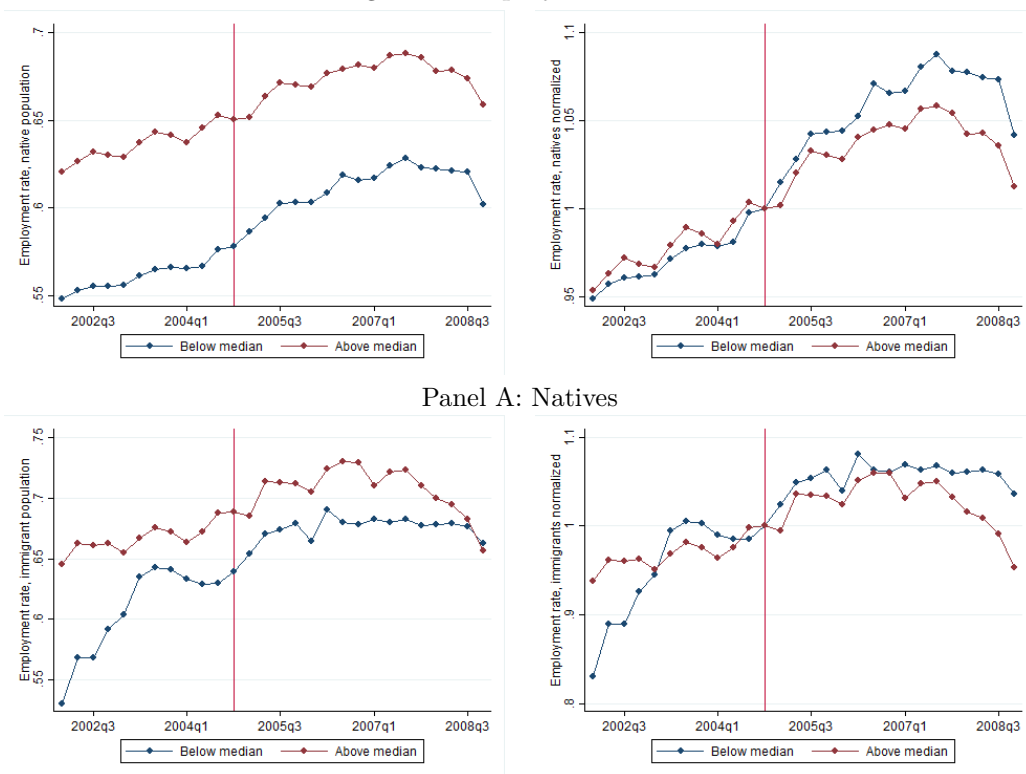 .7
.65
.6
.55
Employment rate, native population
2002q3 2004q1 2005q3 2007q1 2008q3
Below median Above median
1.1
1.05
1
.95
Employment rate, natives normalized
2002q3 2004q1 2005q3 2007q1 2008q3
Below median Above median
Panel A: Natives
.75
.7
.65
.6
.55
Employment rate, immigrant population
2002q3 2004q1 2005q3 2007q1 2008q3
Below median Above median
1.1
1
.9
.8
Employment rate, immigrants normalized
2002q3 2004q1 2005q3 2007q1 2008q3
Below median Above median